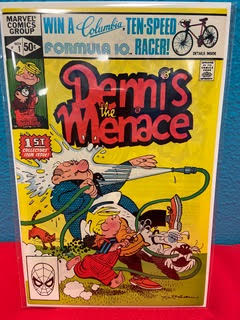 MARVEL COMICS GROUP
50¢
1
WIN A Columbia TEN-SPEED
FORMULA 10 RACER!
DETAILS INSIDE
Dennis
the
Menace
1ST
COLLECTORS'
ITEM ISSUE!